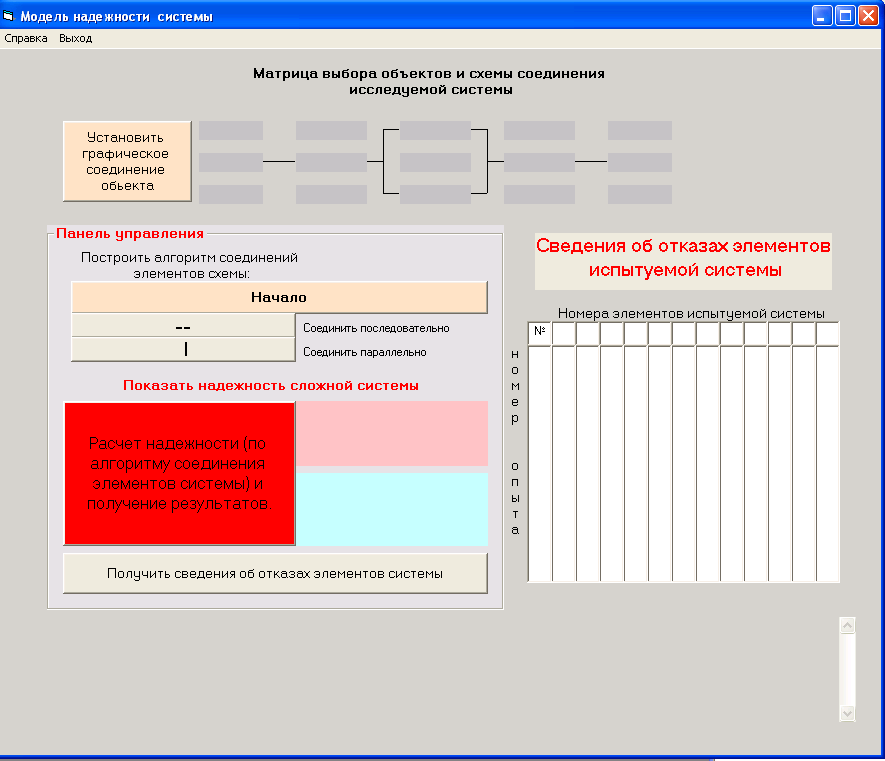 Модель надежности системы
Справка Выход
Матрица выбора объектов и схемы соединения
исследуемой системы
Установить
графическое
соединение
обьекта
Панель управления
Построить алгоритм соединений
элементов схемы:
Начало
--
Соединить последовательно
|
Соединить параллельно
Показать надежность сложной системы
Расчет надежности (по
алгоритму соединения
элементов системы) и
получение результатов.
Получить сведения об отказах элементов системы
Сведения об отказах элементов
испытуемой системы
Номера элементов испытуемой системы
№
номер
опыта